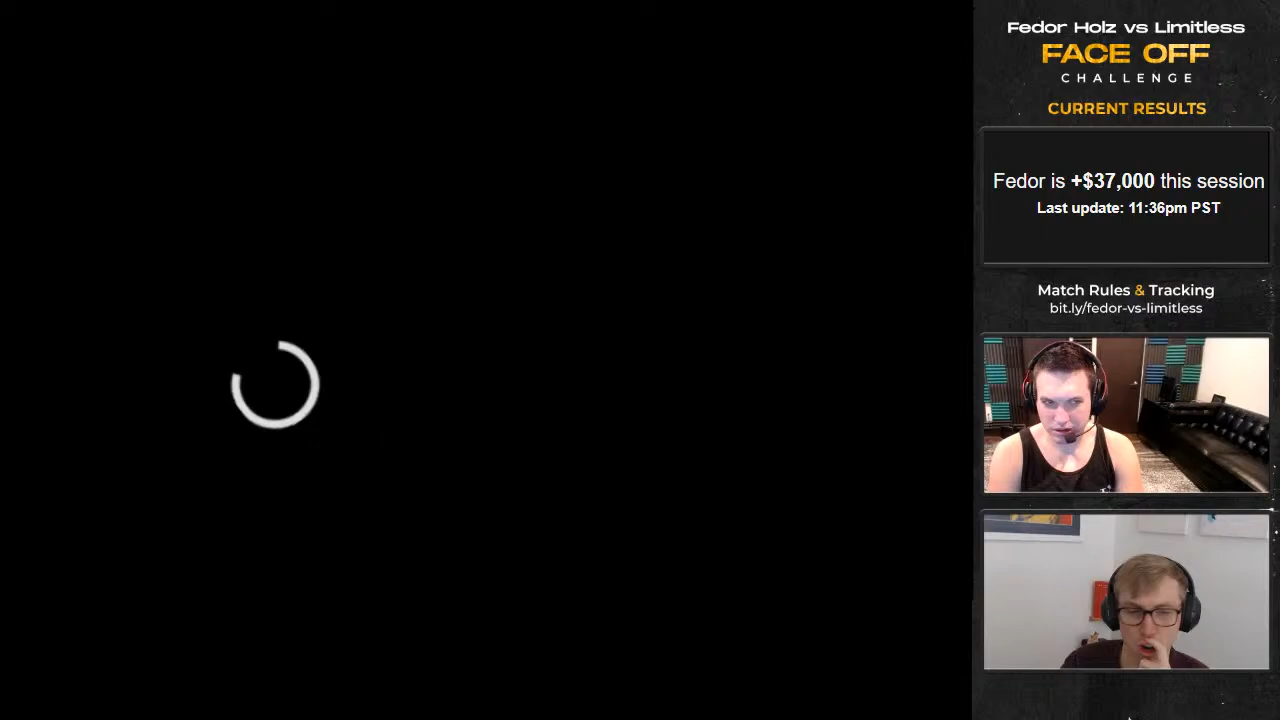 Fedor Holz vs Limitless
FACE OFF
CHALLENGE
CURRENT RESULTS
Fedor is +$37,000 this session
Last update: 11:36pm PST
Match Rules & Tracking
bit.ly/fedor-vs-limitless